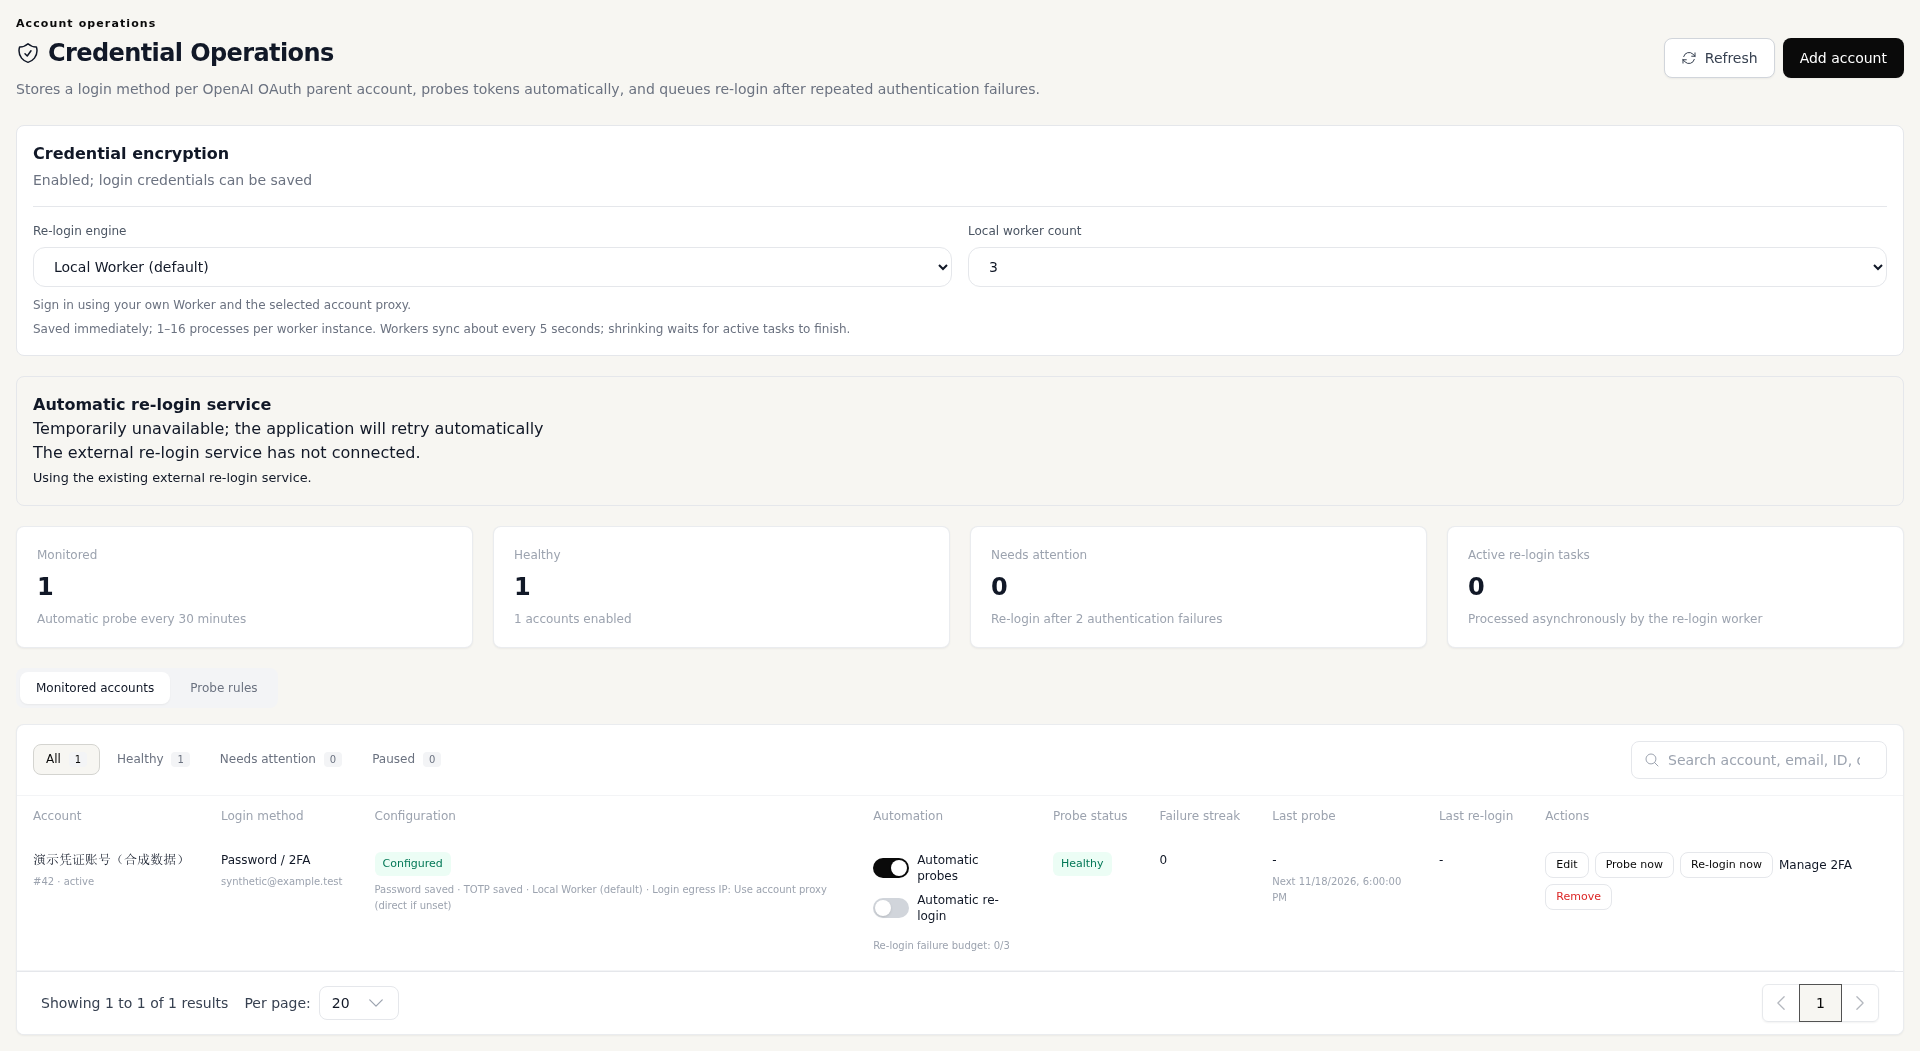 Account operations
Credential Operations
Refresh
Add account
Stores a login method per OpenAI OAuth parent account, probes tokens automatically, and queues re-login after repeated authentication failures.
Credential encryption
Enabled; login credentials can be saved
Re-login engine
Local worker count
Local Worker (default)
3
Sign in using your own Worker and the selected account proxy.
Saved immediately; 1–16 processes per worker instance. Workers sync about every 5 seconds; shrinking waits for active tasks to finish.
Automatic re-login service
Temporarily unavailable; the application will retry automatically
The external re-login service has not connected.
Using the existing external re-login service.
Monitored
1
Automatic probe every 30 minutes
Healthy
1
1 accounts enabled
Needs attention
0
Re-login after 2 authentication failures
Active re-login tasks
0
Processed asynchronously by the re-login worker
Monitored accounts
Probe rules
All 1
Healthy 1
Needs attention 0
Paused 0
Search account, email, ID, c
Account
Login method
Configuration
Automation
Probe status
Failure streak
Last probe
Last re-login
Actions
演示凭证账号（合成数据）
#42 · active
Password / 2FA
synthetic@example.test
Configured
Password saved · TOTP saved · Local Worker (default) · Login egress IP: Use account proxy
(direct if unset)
Automatic
probes
Automatic re-
login
Re-login failure budget: 0/3
Healthy
0
-
Next 11/18/2026, 6:00:00
PM
-
Edit
Probe now
Re-login now
Manage 2FA
Remove
Showing 1 to 1 of 1 results
Per page:
20
1